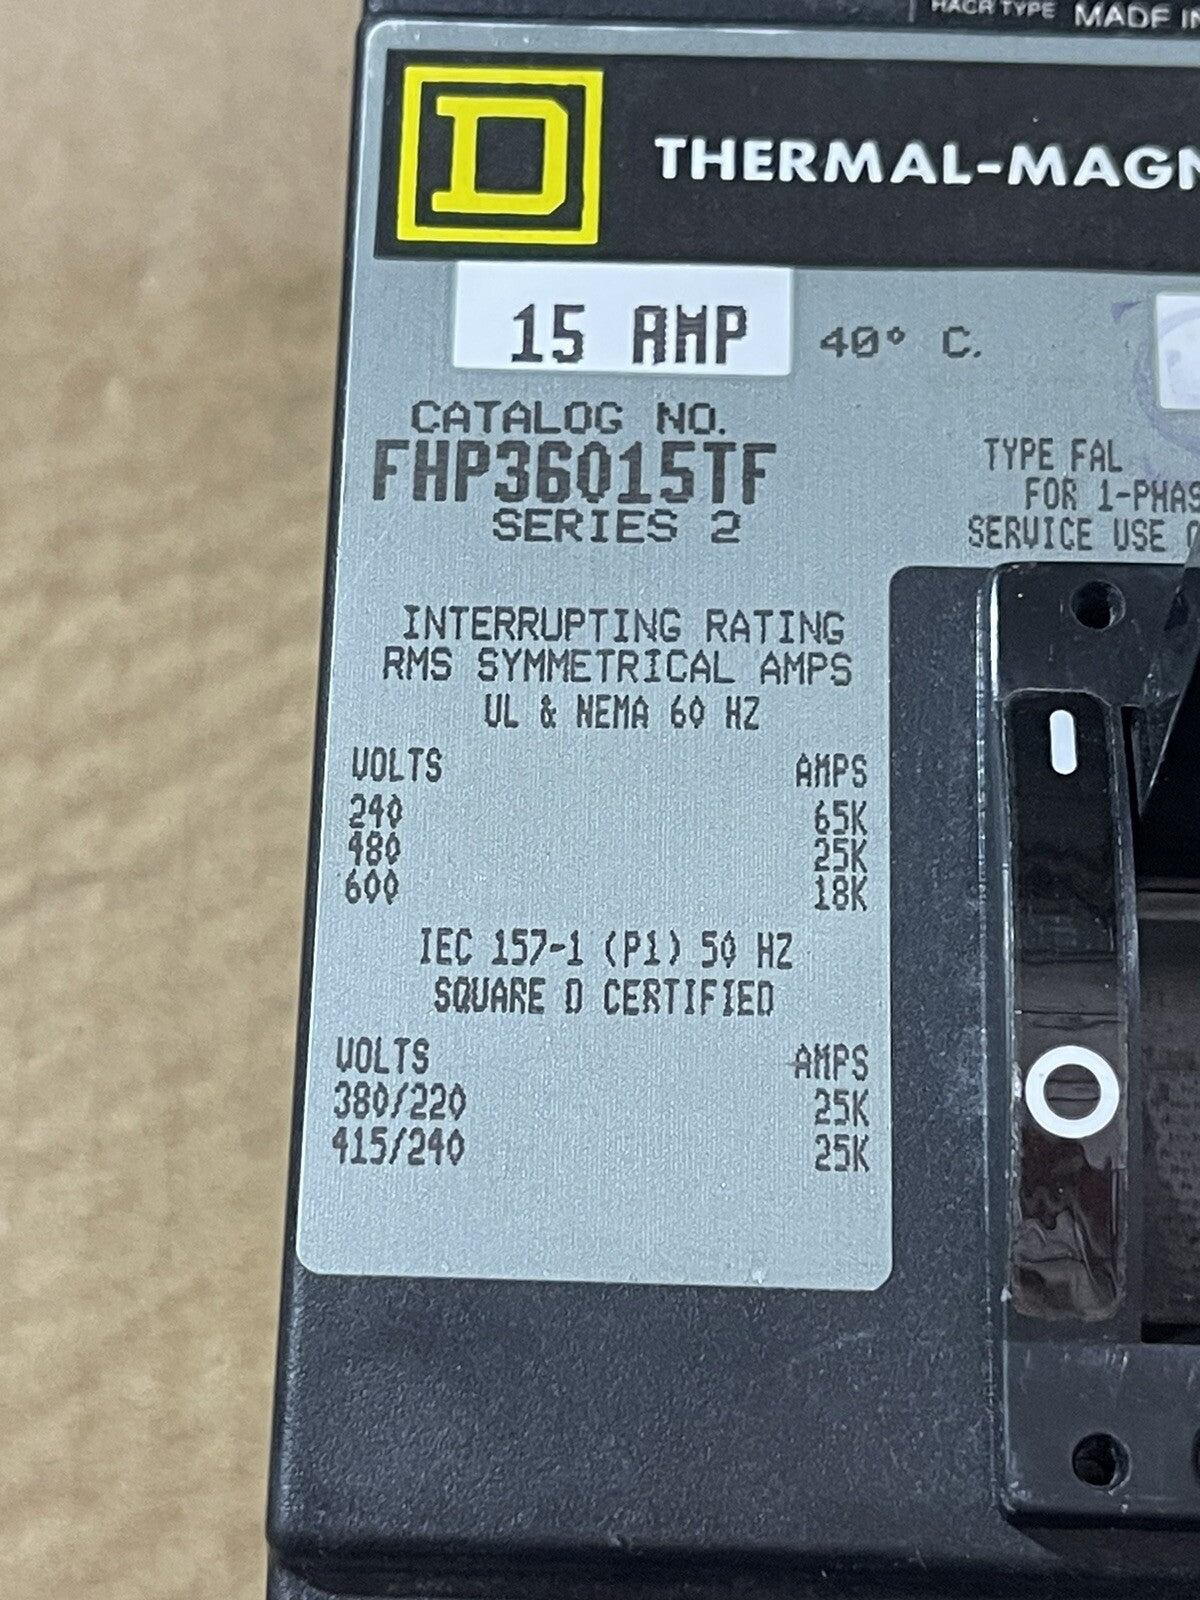 HACR TYPE MADE IN
D
THERMAL-MAGN
15 AMP 40° C.
CATALOG NO.
FHP36015TF
SERIES 2
TYPE FAL
FOR 1-PHAS
SERVICE USE O
INTERRUPTING RATING
RMS SYMMETRICAL AMPS
UL & NEMA 60 HZ
VOLTS AMPS
240 65K
480 25K
600 18K
IEC 157-1 (P1) 50 HZ
SQUARE D CERTIFIED
VOLTS AMPS
380/220 25K
415/240 25K
I
O